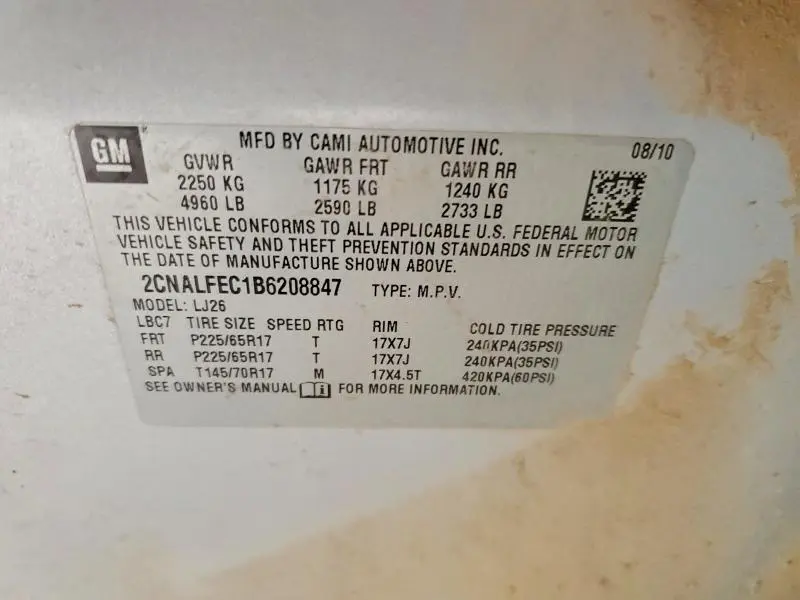 GM
MFD BY CAMI AUTOMOTIVE INC. 08/10
GVWR GAWR FRT GAWR RR
2250 KG 1175 KG 1240 KG
4960 LB 2590 LB 2733 LB
THIS VEHICLE CONFORMS TO ALL APPLICABLE U.S. FEDERAL MOTOR
VEHICLE SAFETY AND THEFT PREVENTION STANDARDS IN EFFECT ON
THE DATE OF MANUFACTURE SHOWN ABOVE.
2CNALFEC1B6208847 TYPE: M.P.V.
MODEL: LJ26
LBC7 TIRE SIZE SPEED RTG RIM COLD TIRE PRESSURE
FRT P225/65R17 T 17X7J 240KPA(35PSI)
RR P225/65R17 T 17X7J 240KPA(35PSI)
SPA T145/70R17 M 17X4.5T 420KPA(60PSI)
SEE OWNER'S MANUAL FOR MORE INFORMATION.